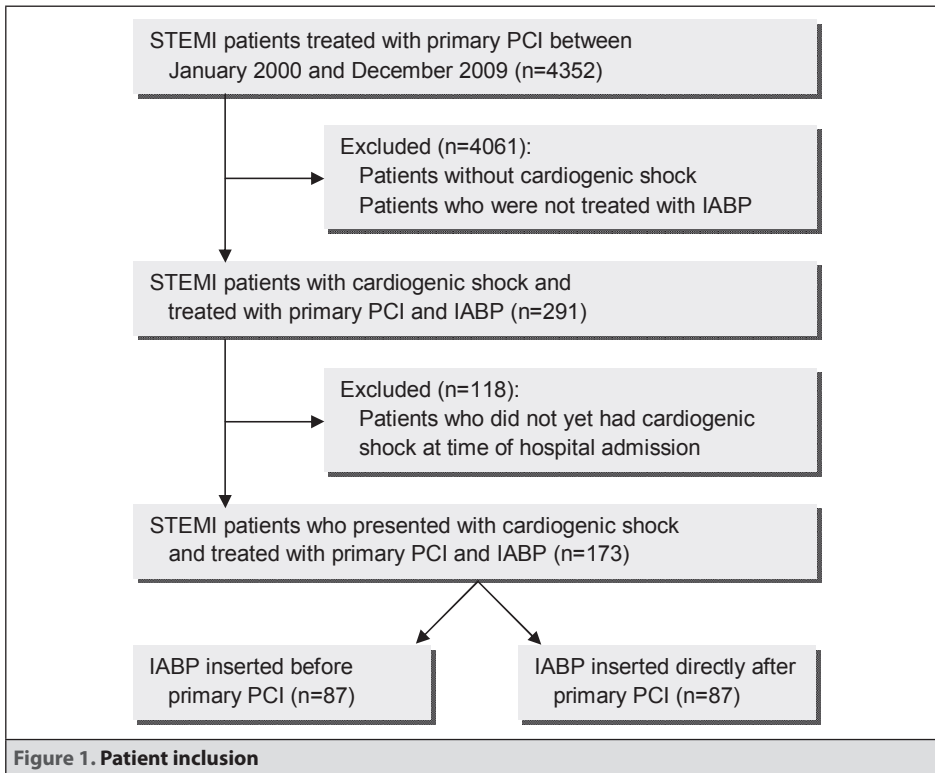 STEMI patients treated with primary PCI between
January 2000 and December 2009 (n=4352)
Excluded (n=4061):
Patients without cardiogenic shock
Patients who were not treated with IABP
STEMI patients with cardiogenic shock and
treated with primary PCI and IABP (n=291)
Excluded (n=118):
Patients who did not yet had cardiogenic
shock at time of hospital admission
STEMI patients who presented with cardiogenic shock
and treated with primary PCI and IABP (n=173)
IABP inserted before
primary PCI (n=87)
IABP inserted directly after
primary PCI (n=87)
Figure 1. Patient inclusion